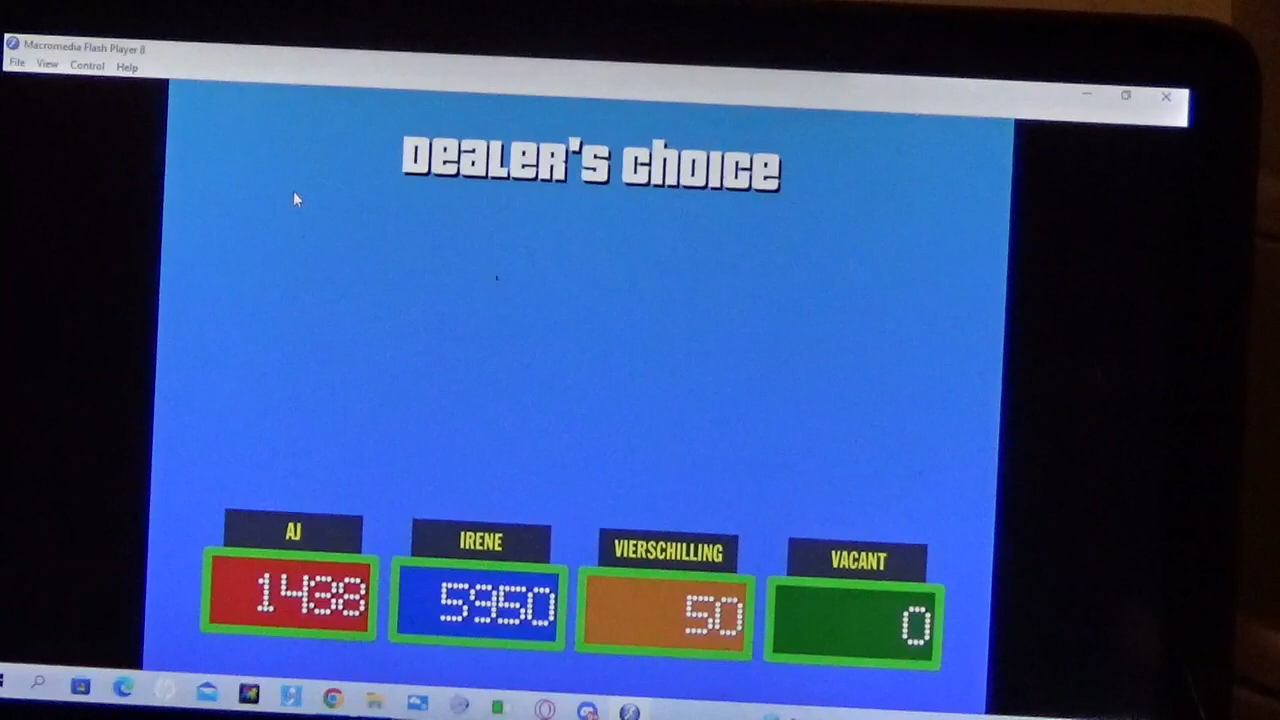 Macromedia Flash Player 8
File View Control Help
Dealer's Choice
AJ
IRENE
VIERSCHILLING
VACANT
1438
5950
50
0